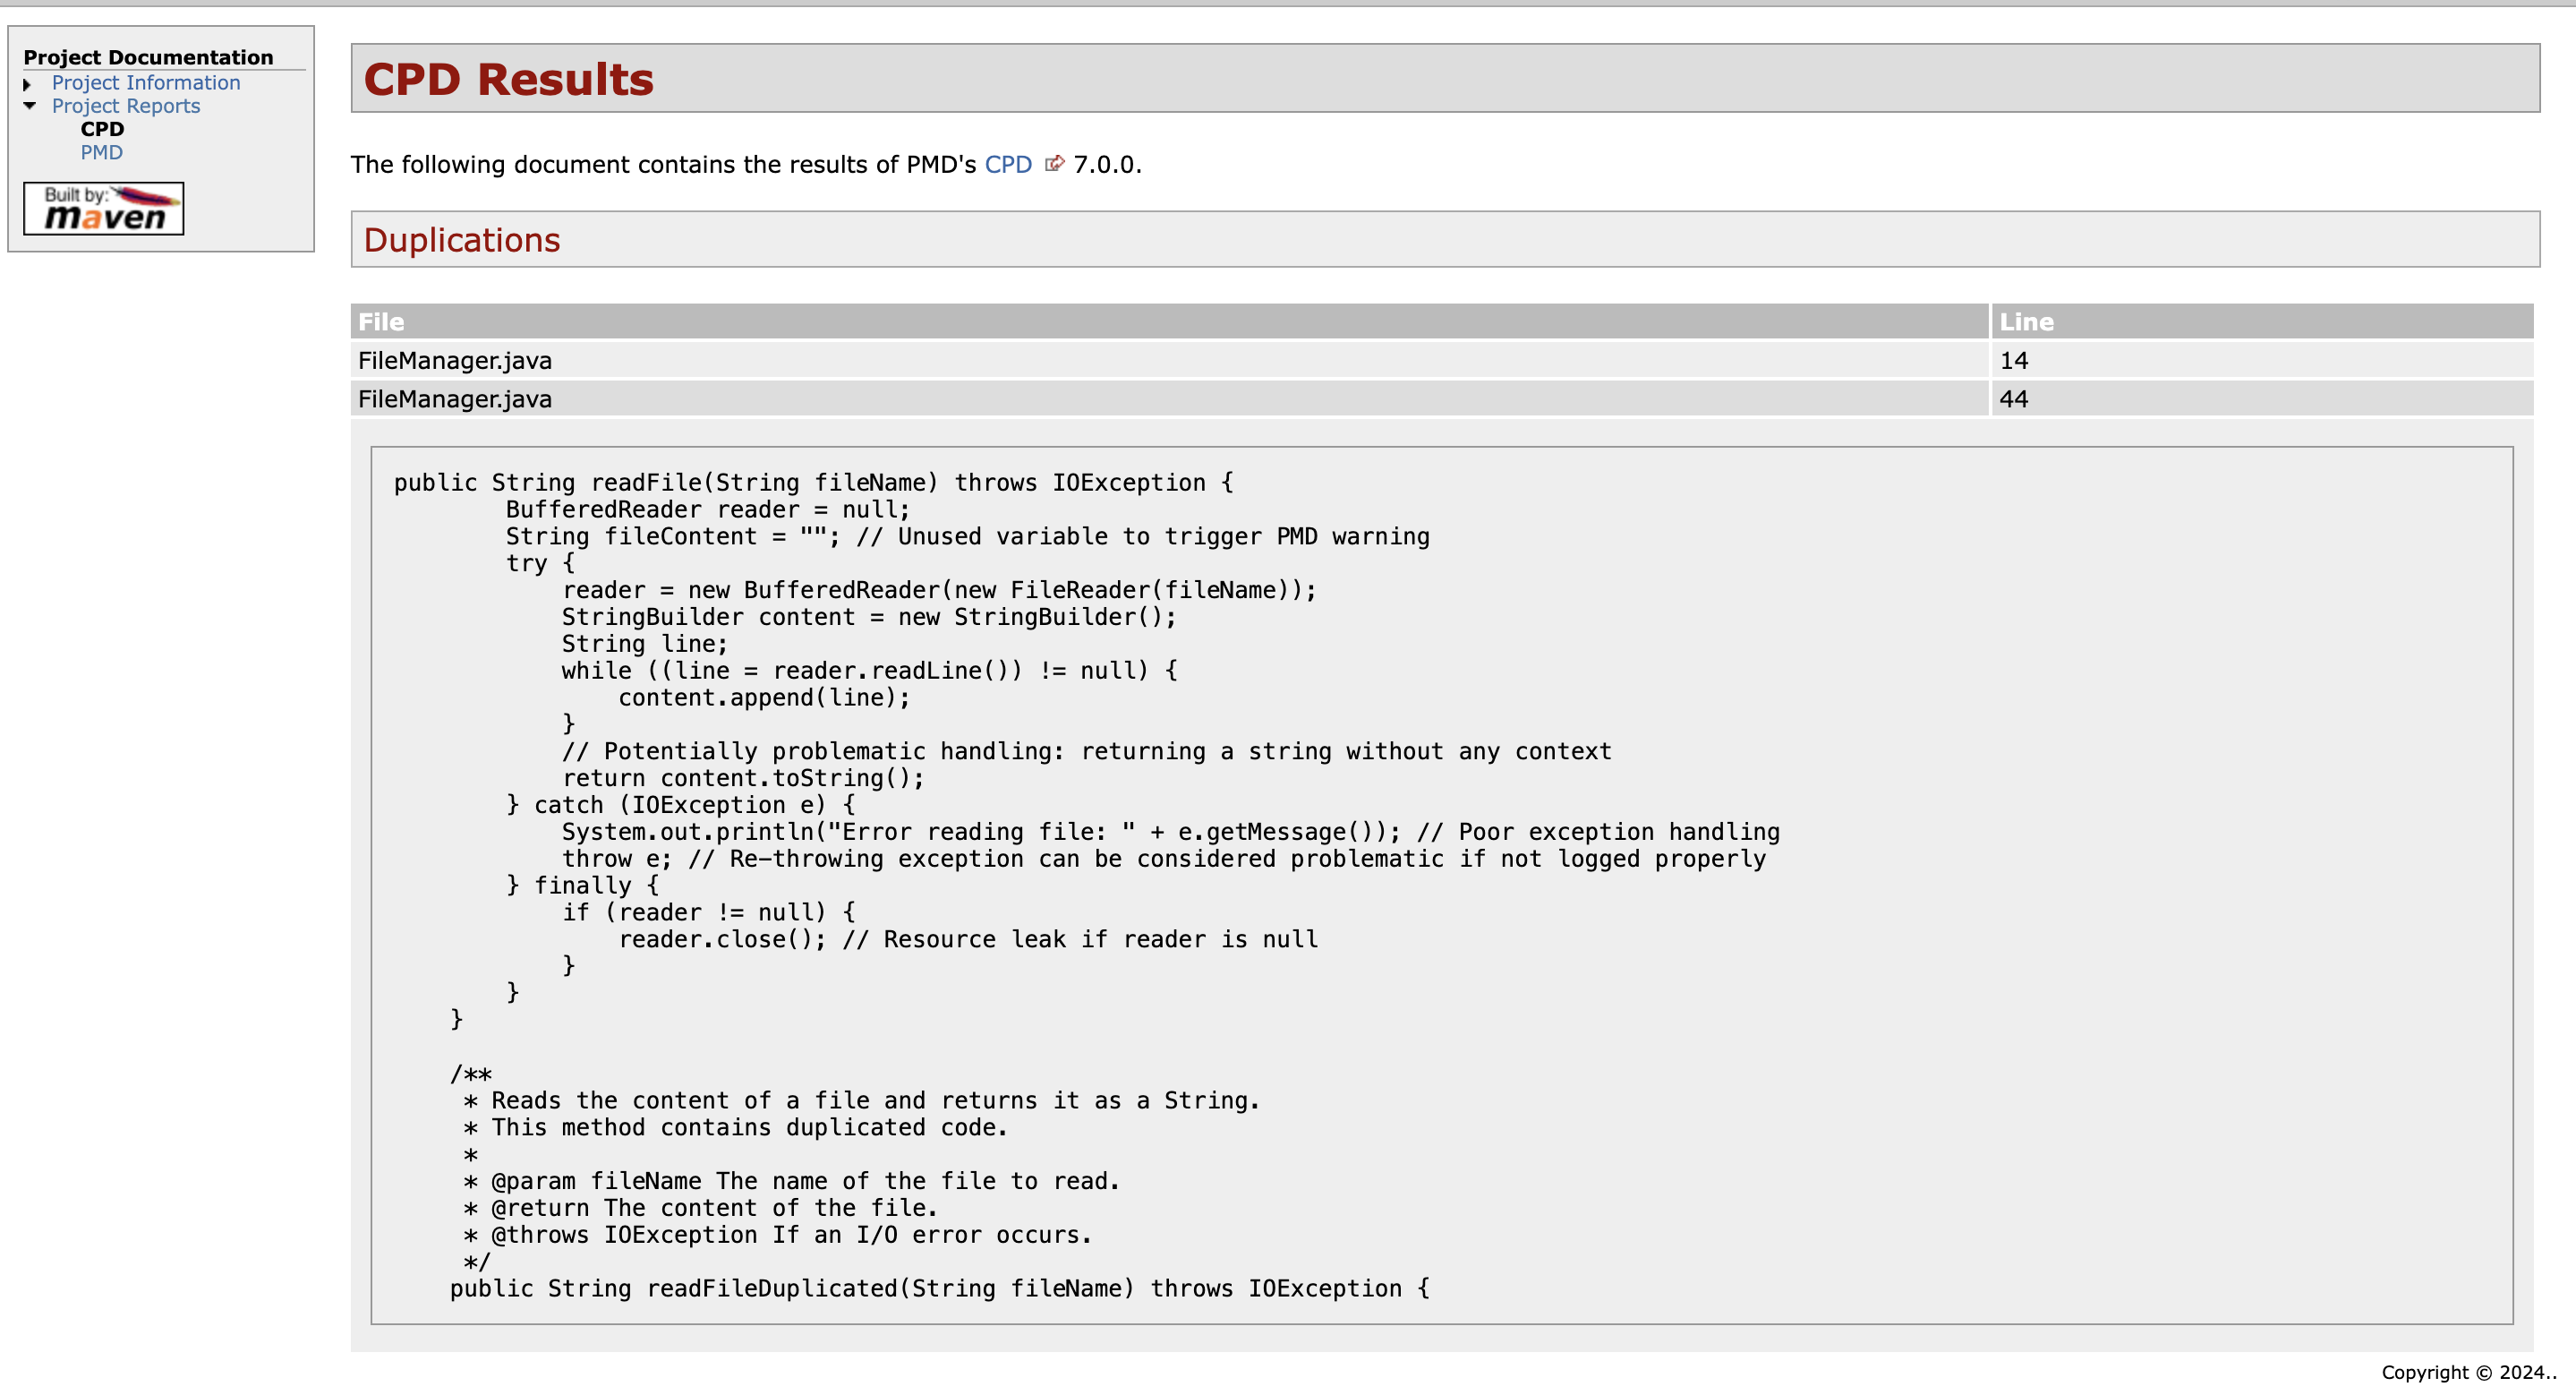 Project Documentation
Project Information
Project Reports
CPD
PMD
Built by:
maven
CPD Results
The following document contains the results of PMD's CPD 7.0.0.
Duplications
File Line
FileManager.java 14
FileManager.java 44
public String readFile(String fileName) throws IOException {
        BufferedReader reader = null;
        String fileContent = ""; // Unused variable to trigger PMD warning
        try {
            reader = new BufferedReader(new FileReader(fileName));
            StringBuilder content = new StringBuilder();
            String line;
            while ((line = reader.readLine()) != null) {
                content.append(line);
            }
            // Potentially problematic handling: returning a string without any context
            return content.toString();
        } catch (IOException e) {
            System.out.println("Error reading file: " + e.getMessage()); // Poor exception handling
            throw e; // Re-throwing exception can be considered problematic if not logged properly
        } finally {
            if (reader != null) {
                reader.close(); // Resource leak if reader is null
            }
        }
    }
    /**
     * Reads the content of a file and returns it as a String.
     * This method contains duplicated code.
     *
     * @param fileName The name of the file to read.
     * @return The content of the file.
     * @throws IOException If an I/O error occurs.
     */
    public String readFileDuplicated(String fileName) throws IOException {
Copyright © 2024..